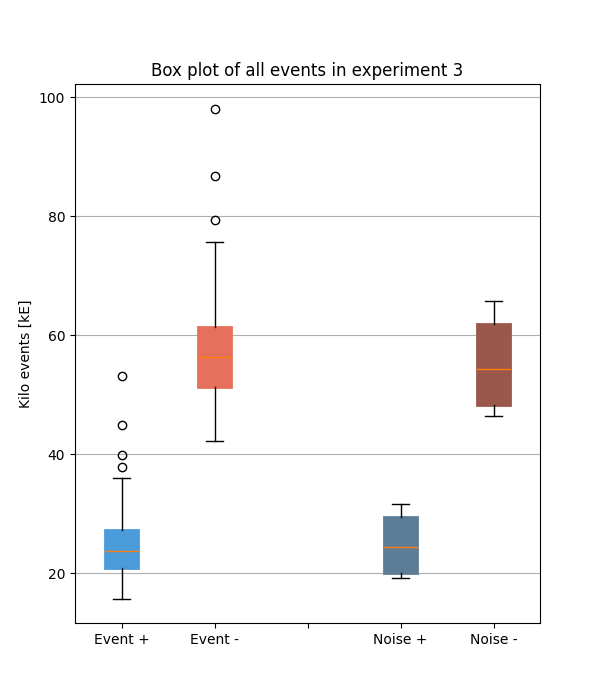 Box plot of all events in experiment 3
100
80
60
40
20
Kilo events [kE]
Event +
Event -
Noise +
Noise -